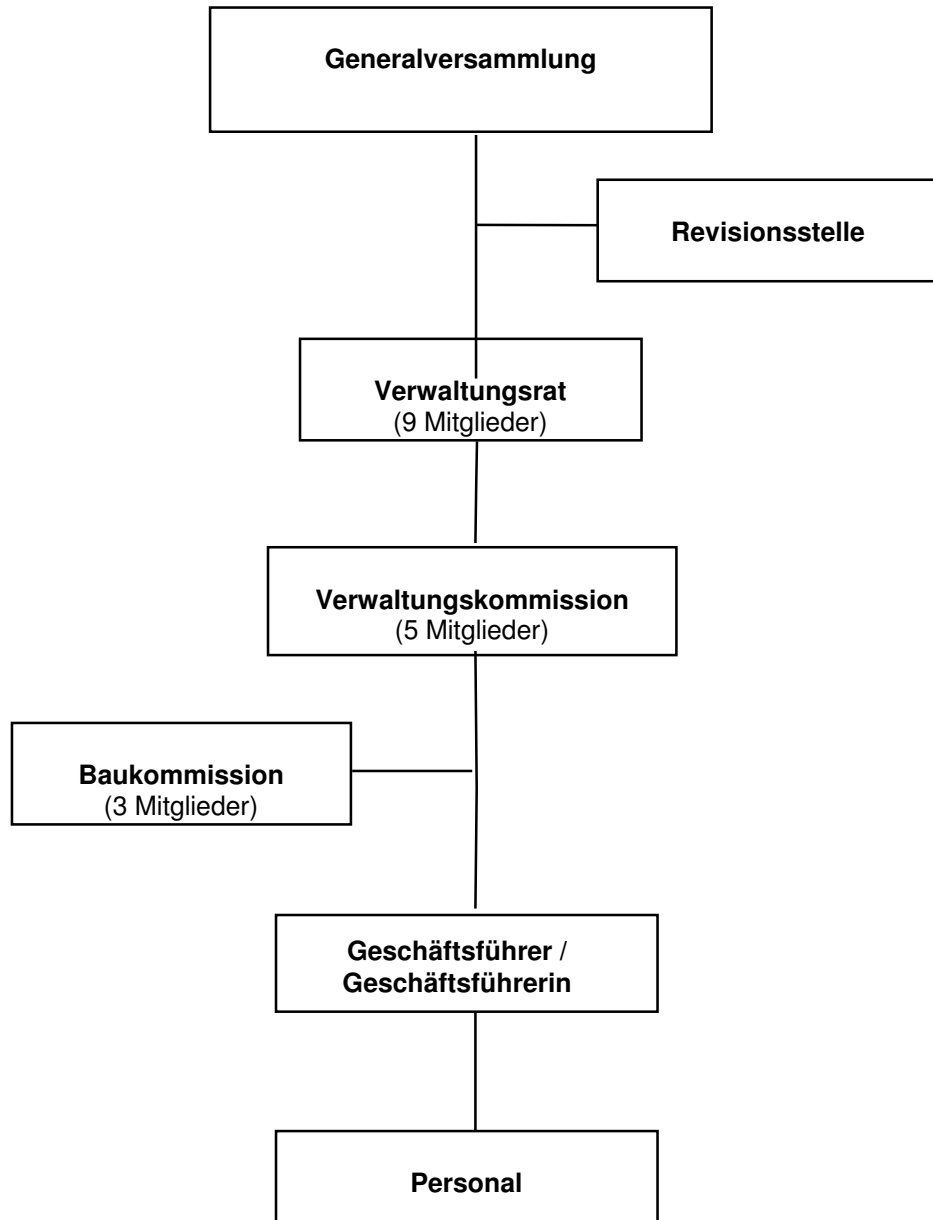 Generalversammlung
Revisionsstelle
Verwaltungsrat
(9 Mitglieder)
Verwaltungskommission
(5 Mitglieder)
Baukommission
(3 Mitglieder)
Geschäftsführer /
Geschäftsführerin
Personal